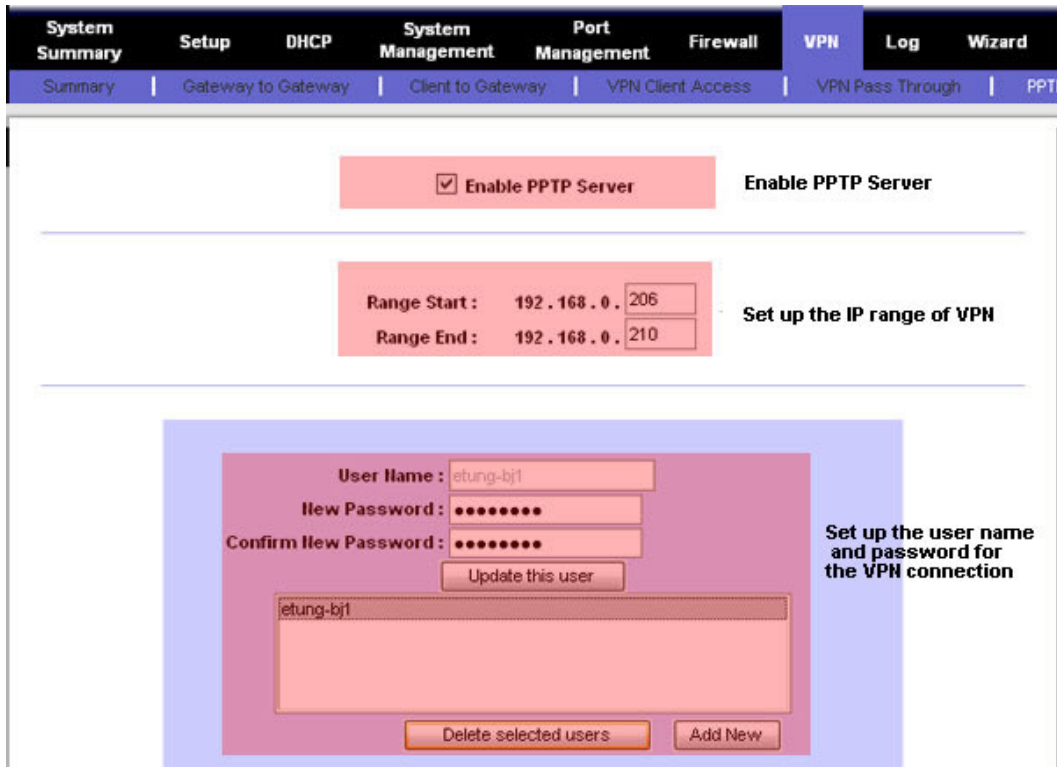 System Summary
Setup
DHCP
System Management
Port Management
Firewall
VPN
Log
Wizard
Summary | Gateway to Gateway | Client to Gateway | VPN Client Access | VPN Pass Through | PPT
Enable PPTP Server
Enable PPTP Server
Range Start : 192 . 168 . 0 . 206
Range End : 192 . 168 . 0 . 210
Set up the IP range of VPN
User Name : etung-bj1
New Password : ●●●●●●●●
Confirm New Password : ●●●●●●●●
Update this user
etung-bj1
Delete selected users
Add New
Set up the user name
and password for
the VPN connection